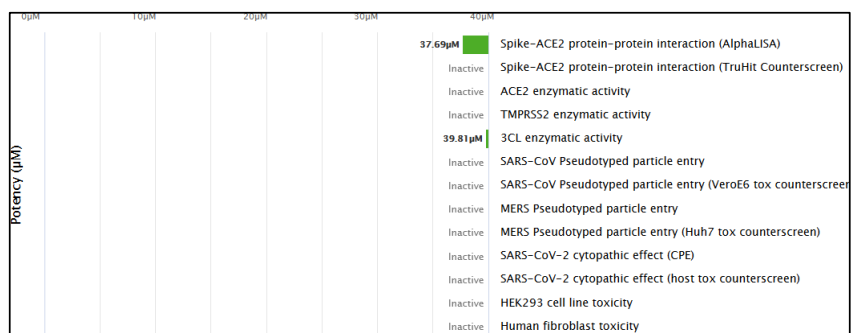 0μM 10μM 20μM 30μM 40μM
37.69μM Spike-ACE2 protein-protein interaction (AlphaLISA)
Inactive Spike-ACE2 protein-protein interaction (TruHit Counterscreen)
Inactive ACE2 enzymatic activity
Inactive TMPRSS2 enzymatic activity
39.81μM 3CL enzymatic activity
Inactive SARS-CoV Pseudotyped particle entry
Inactive SARS-CoV Pseudotyped particle entry (VeroE6 tox counterscreen
Inactive MERS Pseudotyped particle entry
Inactive MERS Pseudotyped particle entry (Huh7 tox counterscreen)
Inactive SARS-CoV-2 cytopathic effect (CPE)
Inactive SARS-CoV-2 cytopathic effect (host tox counterscreen)
Inactive HEK293 cell line toxicity
Inactive Human fibroblast toxicity
Potency (μM)